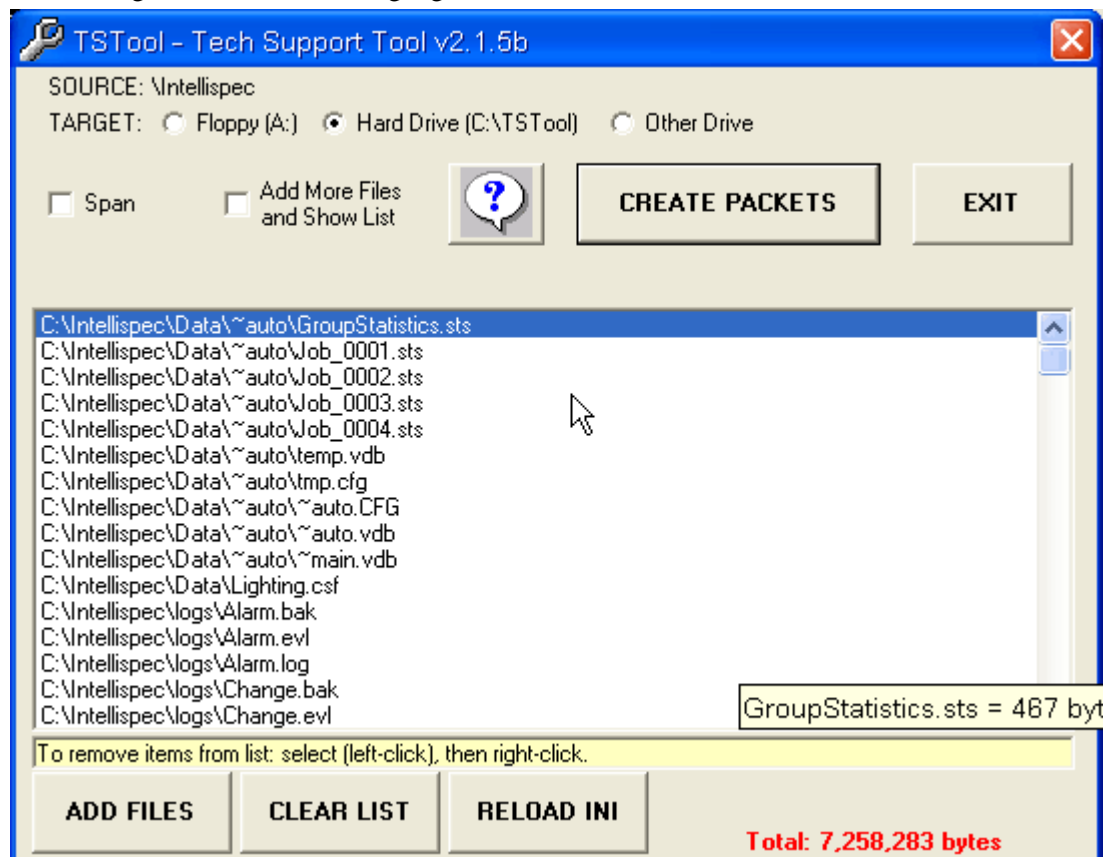 TSTool - Tech Support Tool v2.1.5b
SOURCE: \Intellispec
TARGET: Floppy (A:) Hard Drive (C:\TSTool) Other Drive
Span
Add More Files
and Show List
?
CREATE PACKETS
EXIT
C:\Intellispec\Data\~auto\GroupStatistics.sts
C:\Intellispec\Data\~auto\Job_0001.sts
C:\Intellispec\Data\~auto\Job_0002.sts
C:\Intellispec\Data\~auto\Job_0003.sts
C:\Intellispec\Data\~auto\Job_0004.sts
C:\Intellispec\Data\~auto\temp.vdb
C:\Intellispec\Data\~auto\tmp.cfg
C:\Intellispec\Data\~auto\~auto.CFG
C:\Intellispec\Data\~auto\~auto.vdb
C:\Intellispec\Data\~auto\~main.vdb
C:\Intellispec\Data\Lighting.csf
C:\Intellispec\logs\Alarm.bak
C:\Intellispec\logs\Alarm.evl
C:\Intellispec\logs\Alarm.log
C:\Intellispec\logs\Change.bak
C:\Intellispec\logs\Change.evl
GroupStatistics.sts = 467 byt
To remove items from list: select (left-click), then right-click.
ADD FILES
CLEAR LIST
RELOAD INI
Total: 7,258,283 bytes